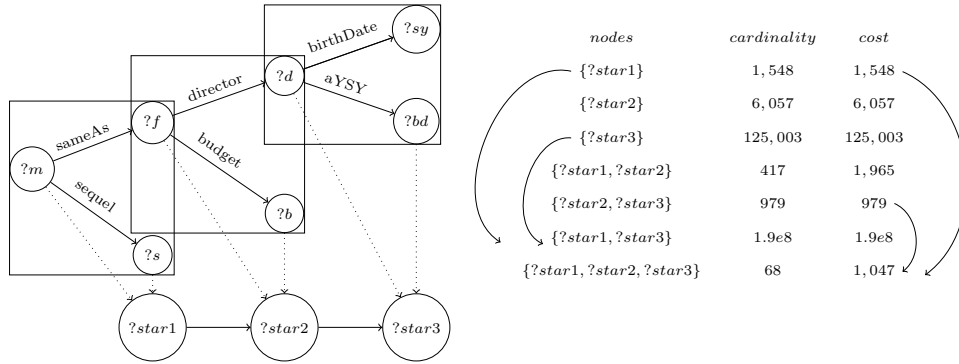 ?sy
birthDate
?d
aYSY
?bd
director
?f
sameAs
budget
?m
sequel
?b
?s
?star1
?star2
?star3
nodes cardinality cost
{?star1} 1,548 1,548
{?star2} 6,057 6,057
{?star3} 125,003 125,003
{?star1, ?star2} 417 1,965
{?star2, ?star3} 979 979
{?star1, ?star3} 1.9e8 1.9e8
{?star1, ?star2, ?star3} 68 1,047